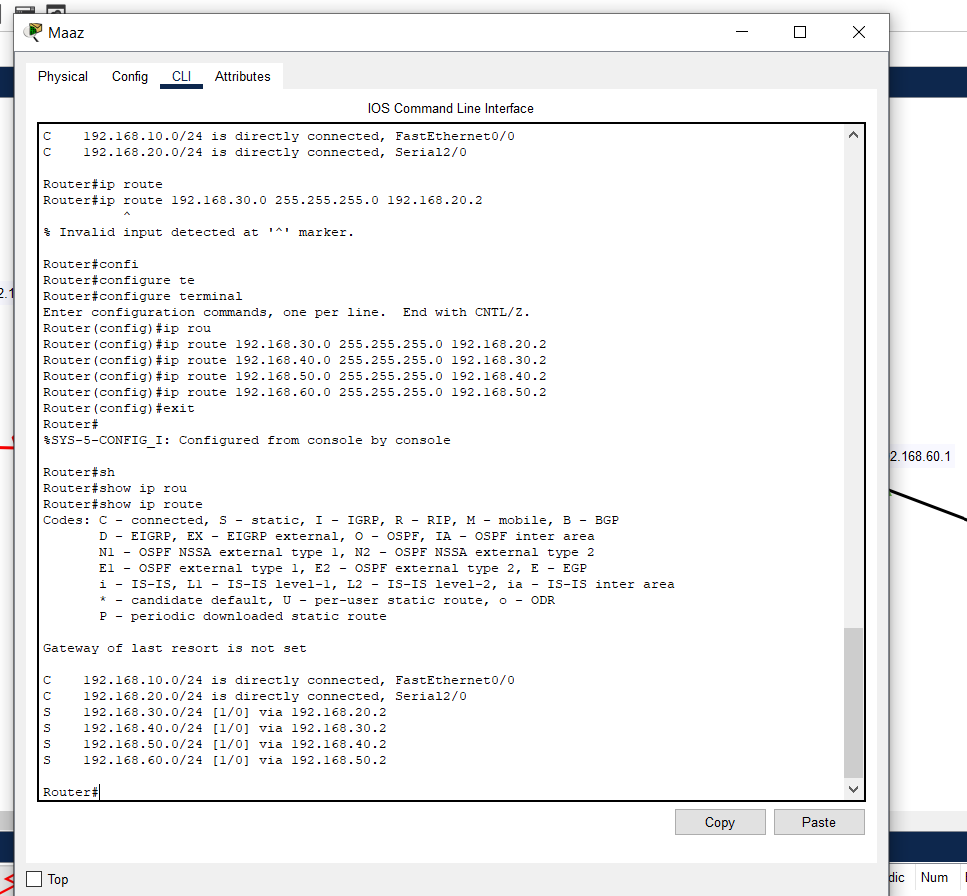 Maaz
Physical Config CLI Attributes
IOS Command Line Interface
C    192.168.10.0/24 is directly connected, FastEthernet0/0
C    192.168.20.0/24 is directly connected, Serial2/0
Router#ip route
Router#ip route 192.168.30.0 255.255.255.0 192.168.20.2
^
% Invalid input detected at '^' marker.
Router#confi
Router#configure te
Router#configure terminal
Enter configuration commands, one per line.  End with CNTL/Z.
Router(config)#ip rou
Router(config)#ip route 192.168.30.0 255.255.255.0 192.168.20.2
Router(config)#ip route 192.168.40.0 255.255.255.0 192.168.30.2
Router(config)#ip route 192.168.50.0 255.255.255.0 192.168.40.2
Router(config)#ip route 192.168.60.0 255.255.255.0 192.168.50.2
Router(config)#exit
Router#
%SYS-5-CONFIG_I: Configured from console by console
Router#sh
Router#show ip rou
Router#show ip route
Codes: C - connected, S - static, I - IGRP, R - RIP, M - mobile, B - BGP
D - EIGRP, EX - EIGRP external, O - OSPF, IA - OSPF inter area
N1 - OSPF NSSA external type 1, N2 - OSPF NSSA external type 2
E1 - OSPF external type 1, E2 - OSPF external type 2, E - EGP
i - IS-IS, L1 - IS-IS level-1, L2 - IS-IS level-2, ia - IS-IS inter area
* - candidate default, U - per-user static route, o - ODR
P - periodic downloaded static route
Gateway of last resort is not set
C    192.168.10.0/24 is directly connected, FastEthernet0/0
C    192.168.20.0/24 is directly connected, Serial2/0
S    192.168.30.0/24 [1/0] via 192.168.20.2
S    192.168.40.0/24 [1/0] via 192.168.30.2
S    192.168.50.0/24 [1/0] via 192.168.40.2
S    192.168.60.0/24 [1/0] via 192.168.50.2
Router#
Copy Paste
Top
2.1
2.168.60.1
dic Num